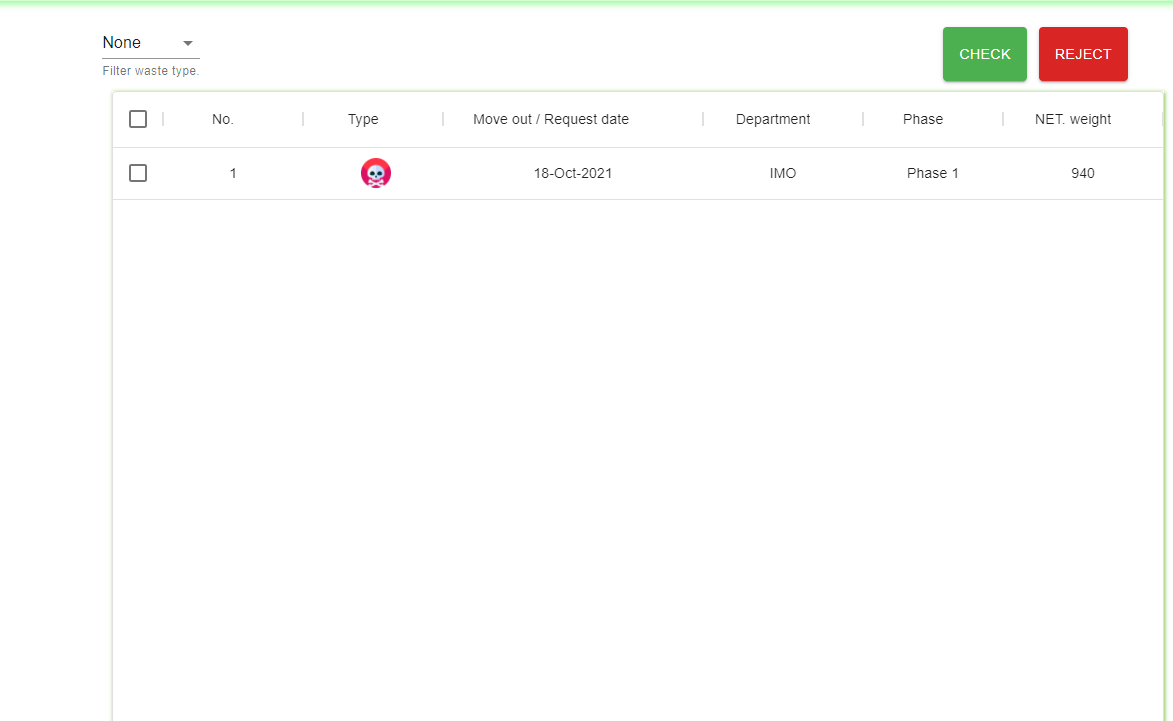 None
Filter waste type.
CHECK
REJECT
No. Type Move out / Request date Department Phase NET. weight
1 18-Oct-2021 IMO Phase 1 940